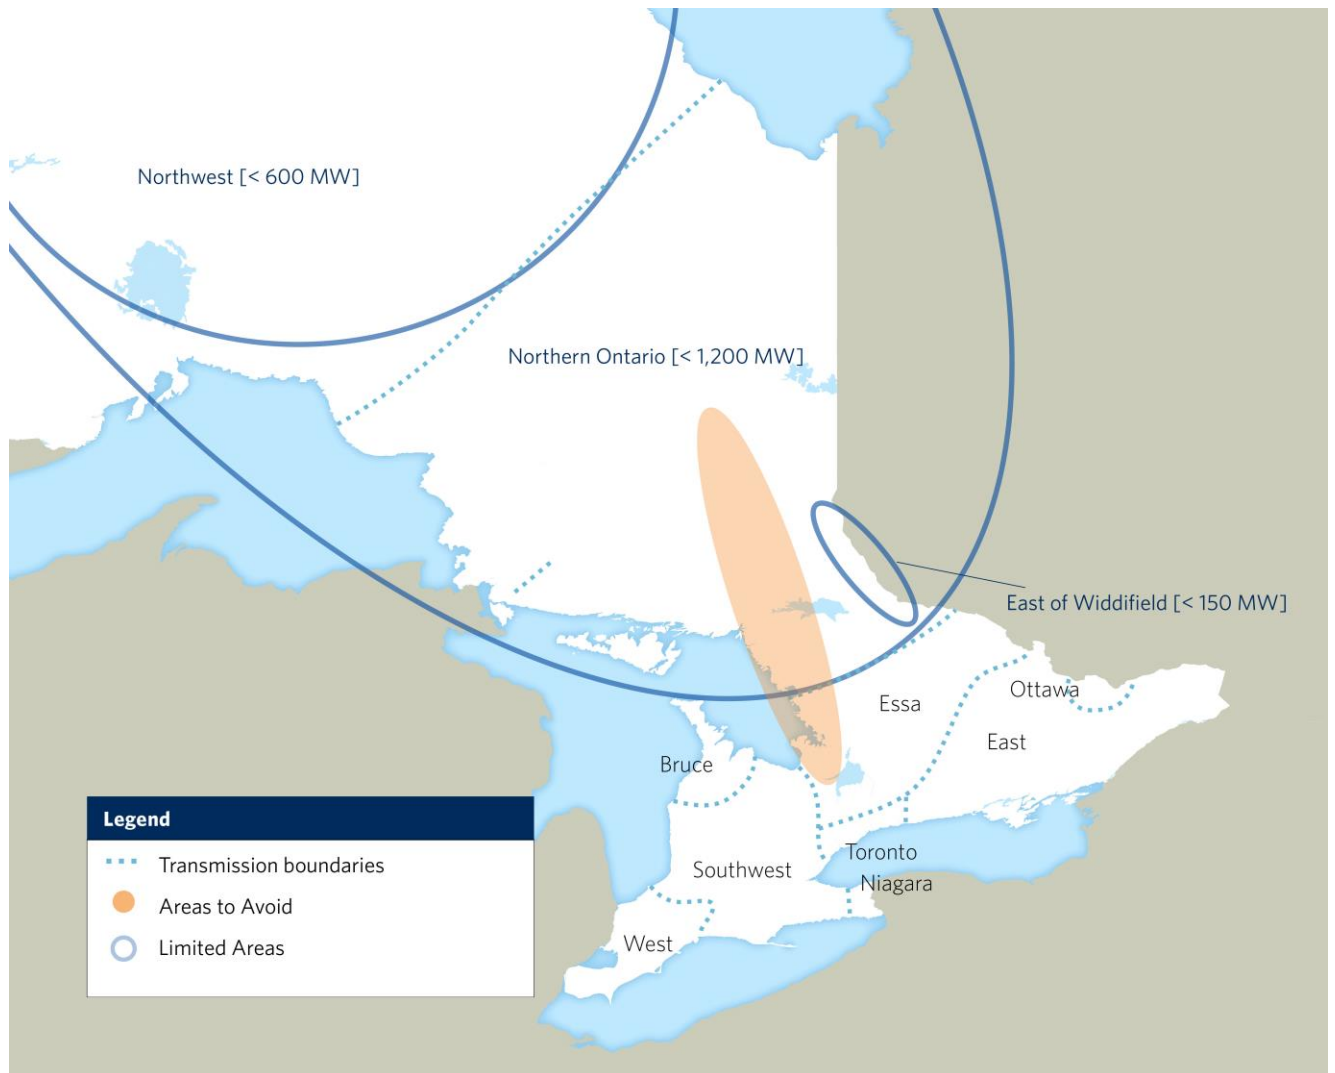 Northwest [< 600 MW]
Northern Ontario [< 1,200 MW]
East of Widdifield [< 150 MW]
Essa
Ottawa
East
Bruce
Toronto
Southwest
Niagara
West
Legend
Transmission boundaries
Areas to Avoid
Limited Areas